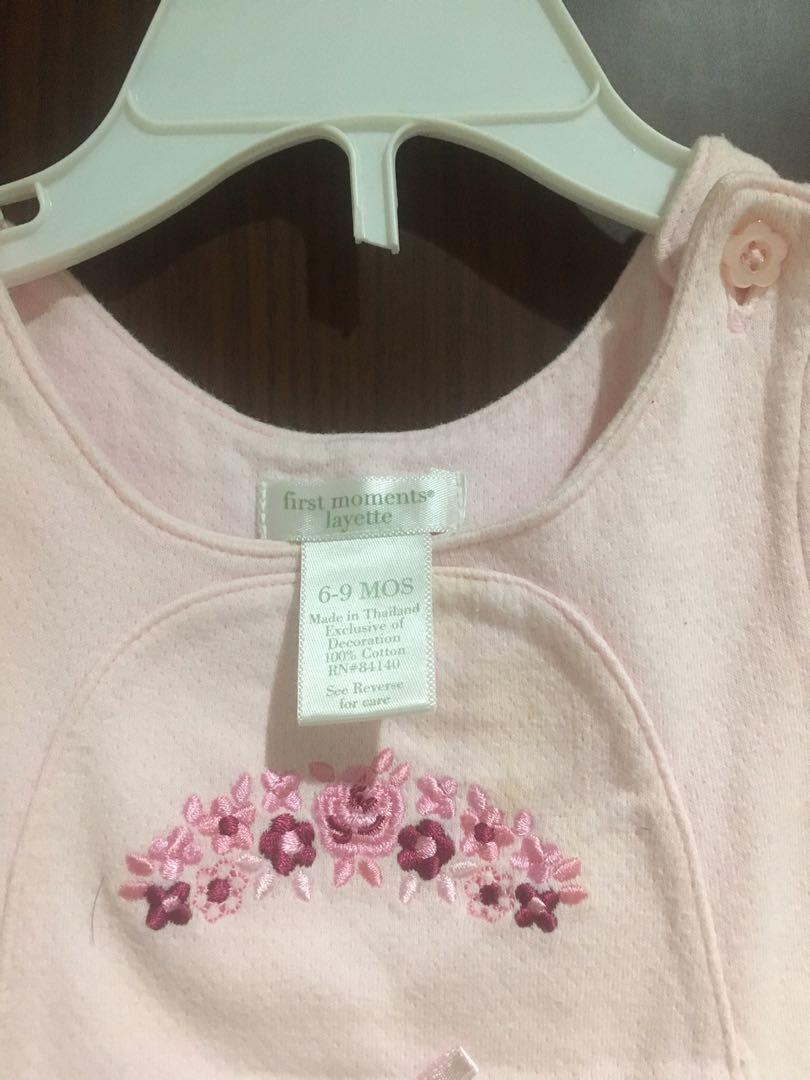 first moments®
layette
6-9 MOS
Made in Thailand
Exclusive of
Decoration
100% Cotton
RN#84140
See Reverse
for care